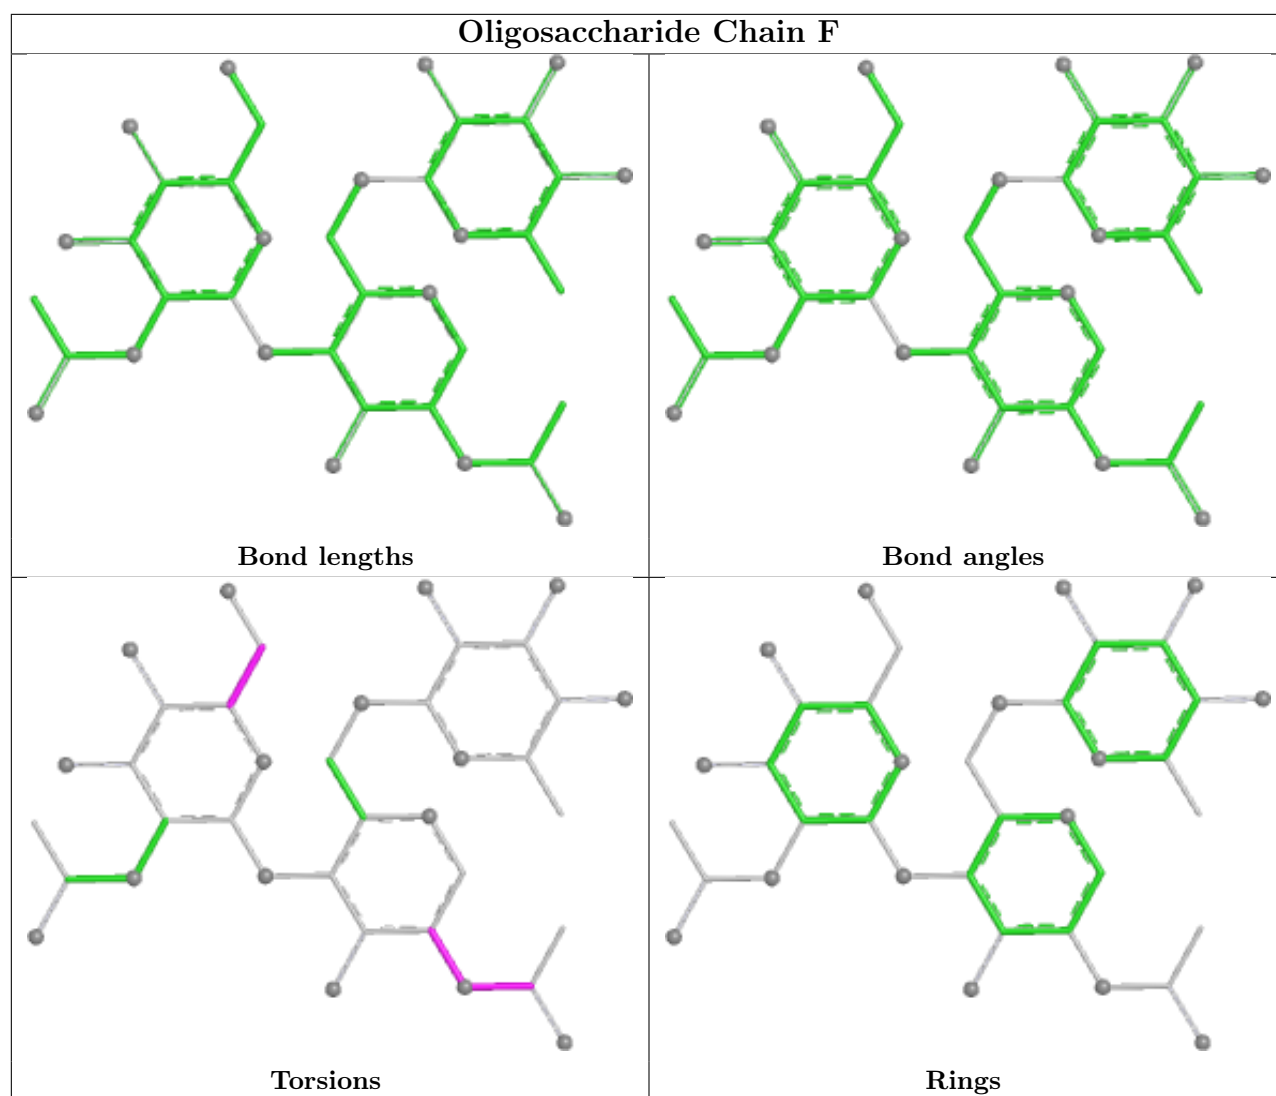 Oligosaccharide Chain F
Bond lengths
Bond angles
Torsions
Rings